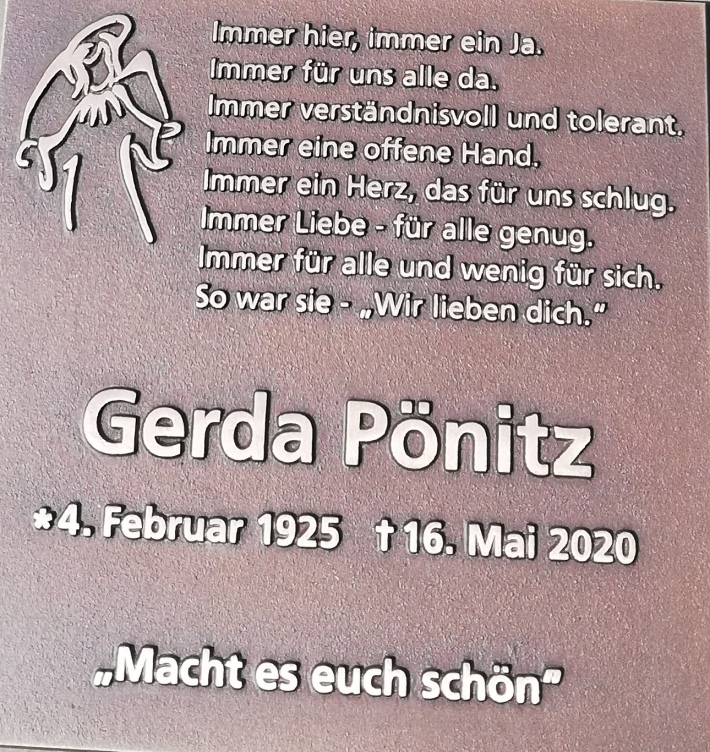 Immer hier, immer ein Ja.
Immer für uns alle da.
Immer verständnisvoll und tolerant.
Immer eine offene Hand.
Immer ein Herz, das für uns schlug.
Immer Liebe - für alle genug.
Immer für alle und wenig für sich.
So war sie - „Wir lieben dich.“
Gerda Pönitz
*4. Februar 1925 †16. Mai 2020
„Macht es euch schön“